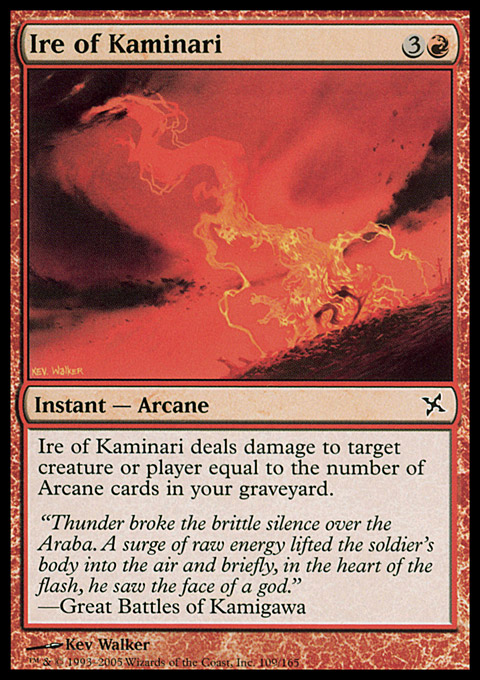 Ire of Kaminari 3
KEV. WALKER
Instant — Arcane
Ire of Kaminari deals damage to target
creature or player equal to the number of
Arcane cards in your graveyard.
“Thunder broke the brittle silence over the
Araba. A surge of raw energy lifted the soldier’s
body into the air and briefly, in the heart of the
flash, he saw the face of a god.”
—Great Battles of Kamigawa
Kev Walker
™ & © 1993–2005 Wizards of the Coast, Inc. 109/165